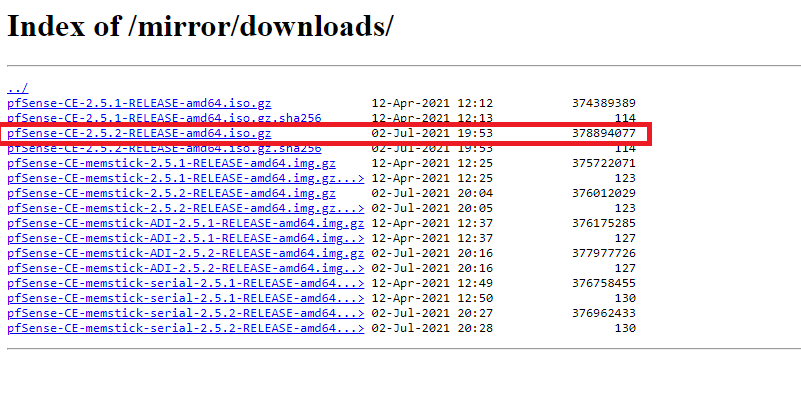 Index of /mirror/downloads/
../
pfSense-CE-2.5.1-RELEASE-amd64.iso.gz 12-Apr-2021 12:12 374389389
pfSense-CE-2.5.1-RELEASE-amd64.iso.gz.sha256 12-Apr-2021 12:13 114
pfSense-CE-2.5.2-RELEASE-amd64.iso.gz 02-Jul-2021 19:53 378894077
pfSense-CE-2.5.2-RELEASE-amd64.iso.gz.sha256 02-Jul-2021 19:53 114
pfSense-CE-memstick-2.5.1-RELEASE-amd64.img.gz 12-Apr-2021 12:25 375722071
pfSense-CE-memstick-2.5.1-RELEASE-amd64.img.gz...> 12-Apr-2021 12:25 123
pfSense-CE-memstick-2.5.2-RELEASE-amd64.img.gz 02-Jul-2021 20:04 376012029
pfSense-CE-memstick-2.5.2-RELEASE-amd64.img.gz...> 02-Jul-2021 20:05 123
pfSense-CE-memstick-ADI-2.5.1-RELEASE-amd64.img.gz 12-Apr-2021 12:37 376175285
pfSense-CE-memstick-ADI-2.5.1-RELEASE-amd64.img..> 12-Apr-2021 12:37 127
pfSense-CE-memstick-ADI-2.5.2-RELEASE-amd64.img.gz 02-Jul-2021 20:16 377977726
pfSense-CE-memstick-ADI-2.5.2-RELEASE-amd64.img..> 02-Jul-2021 20:16 127
pfSense-CE-memstick-serial-2.5.1-RELEASE-amd64...> 12-Apr-2021 12:49 376758455
pfSense-CE-memstick-serial-2.5.1-RELEASE-amd64...> 12-Apr-2021 12:50 130
pfSense-CE-memstick-serial-2.5.2-RELEASE-amd64...> 02-Jul-2021 20:27 376962433
pfSense-CE-memstick-serial-2.5.2-RELEASE-amd64...> 02-Jul-2021 20:28 130